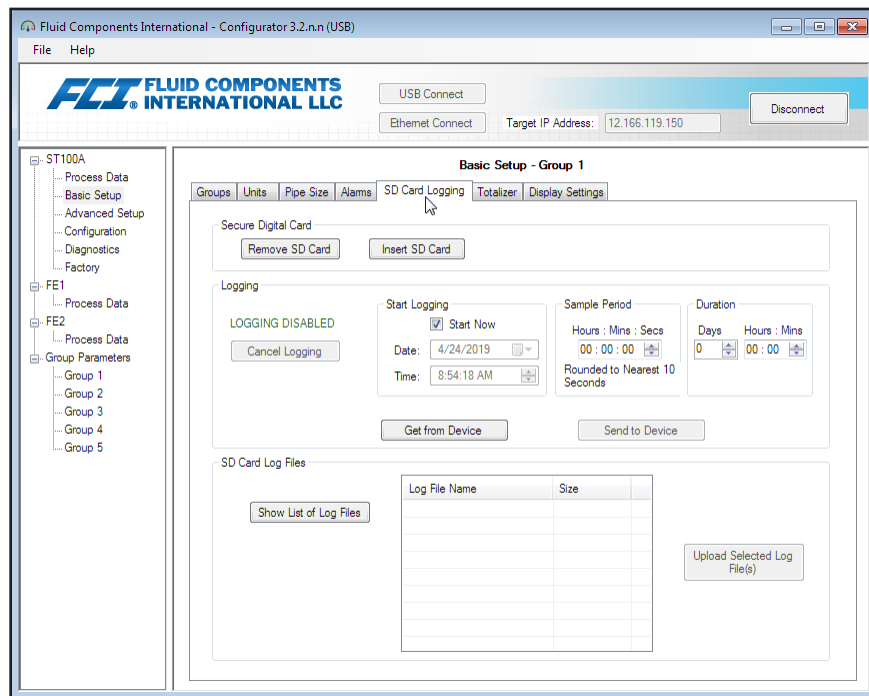 Fluid Components International - Configurator 3.2.n.n (USB)
File Help
FCI® FLUID COMPONENTS
INTERNATIONAL LLC
USB Connect
Ethernet Connect
Target IP Address: 12.166.119.150
Disconnect
ST100A
Process Data
Basic Setup
Advanced Setup
Configuration
Diagnostics
Factory
FE1
Process Data
FE2
Process Data
Group Parameters
Group 1
Group 2
Group 3
Group 4
Group 5
Basic Setup - Group 1
Groups Units Pipe Size Alarms SD Card Logging Totalizer Display Settings
Secure Digital Card
Remove SD Card Insert SD Card
Logging
LOGGING DISABLED
Cancel Logging
Start Logging
Start Now
Date: 4/24/2019
Time: 8:54:18 AM
Sample Period
Hours : Mins : Secs
00 : 00 : 00
Rounded to Nearest 10
Seconds
Duration
Days Hours : Mins
0 00 : 00
Get from Device Send to Device
SD Card Log Files
Show List of Log Files
Log File Name Size
Upload Selected Log
File(s)